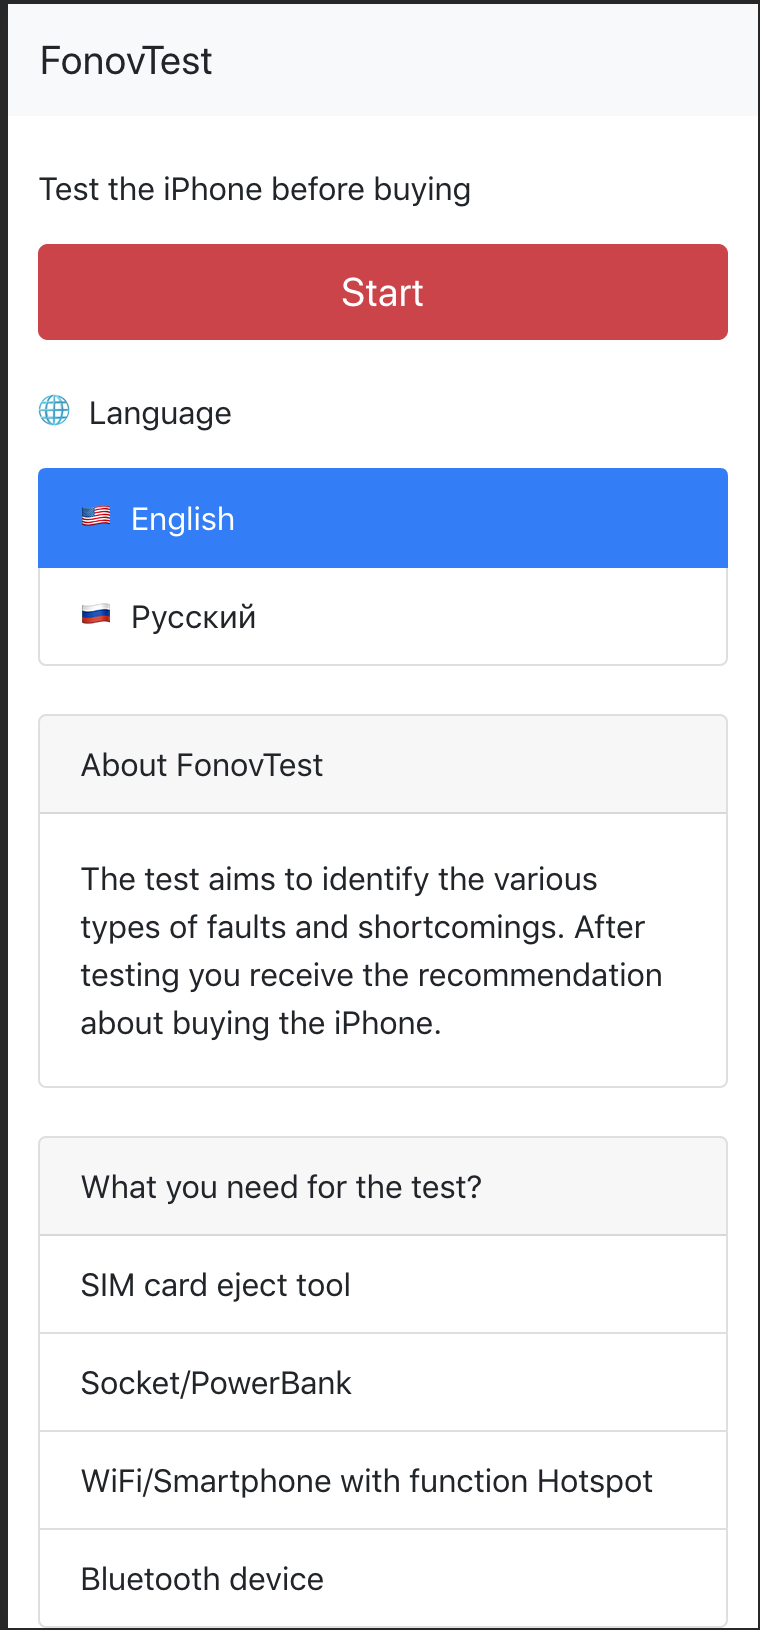 FonovTest
Test the iPhone before buying
Start
Language
English
Русский
About FonovTest
The test aims to identify the various
types of faults and shortcomings. After
testing you receive the recommendation
about buying the iPhone.
What you need for the test?
SIM card eject tool
Socket/PowerBank
WiFi/Smartphone with function Hotspot
Bluetooth device